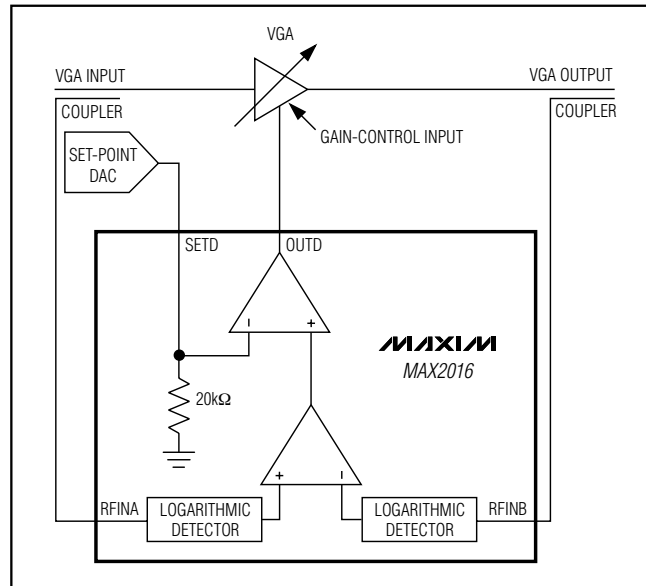 VGA
VGA INPUT
VGA OUTPUT
COUPLER
COUPLER
GAIN-CONTROL INPUT
SET-POINT
DAC
SETD
OUTD
−
+
MAXIM
MAX2016
20kΩ
+
−
RFINA
LOGARITHMIC
DETECTOR
LOGARITHMIC
DETECTOR
RFINB